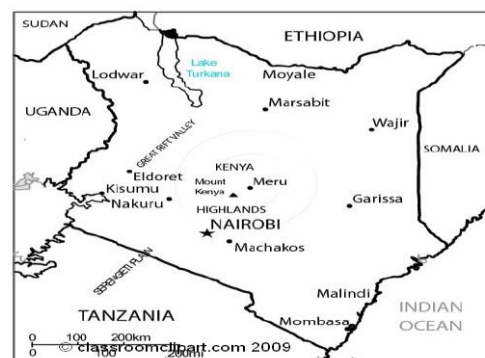 SUDAN
ETHIOPIA
Lake
Turkana
Lodwar
Moyale
Marsabit
UGANDA
Wajir
GREAT RIFT VALLEY
SOMALIA
KENYA
Eldoret
Mount
Kenya
Meru
Kisumu
Nakuru
Garissa
HIGHLANDS
NAIROBI
Machakos
SERENGETI PLAIN
Malindi
INDIAN
OCEAN
TANZANIA
Mombasa
0 100 200km
© classroomclipart.com 2009
0 100 200mi